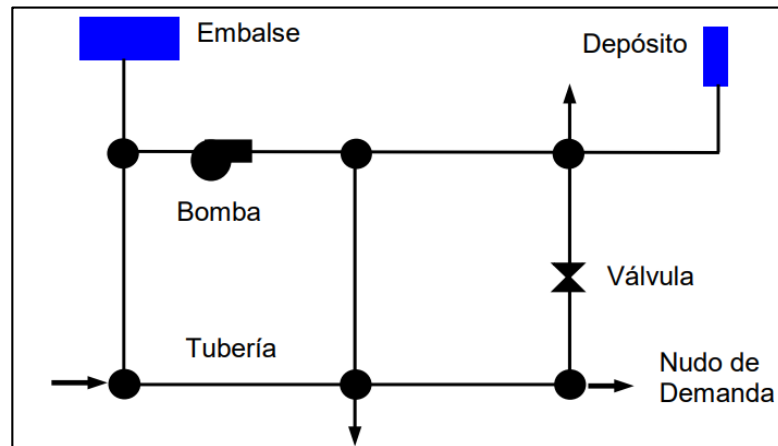 Embalse
Depósito
Bomba
Válvula
Tubería
Nudo de
Demanda